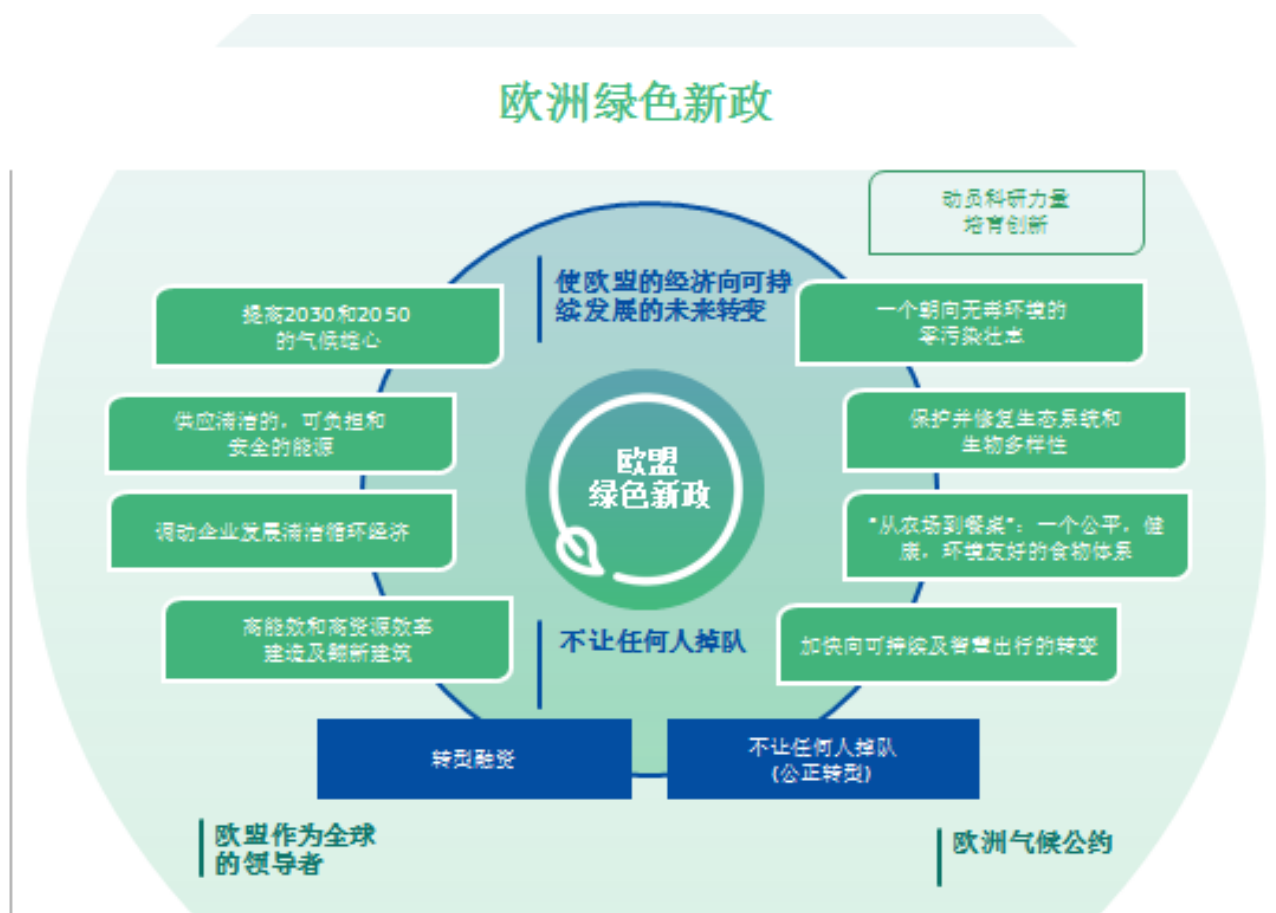 欧洲绿色新政
动员科研力量
培育创新
使欧盟的经济向可持
续发展的未来转变
提高2030和2050
的气候雄心
一个朝向无毒环境的
零污染壮志
供应清洁的，可负担和
安全的能源
保护并修复生态系统和
生物多样性
欧盟
绿色新政
调动企业发展清洁循环经济
"从农场到餐桌"：一个公平，健
康，环境友好的食物体系
高能效和高资源效率
建造及翻新建筑
不让任何人掉队
加快向可持续及智慧出行的转变
转型融资
不让任何人掉队
(公正转型)
欧盟作为全球
的领导者
欧洲气候公约